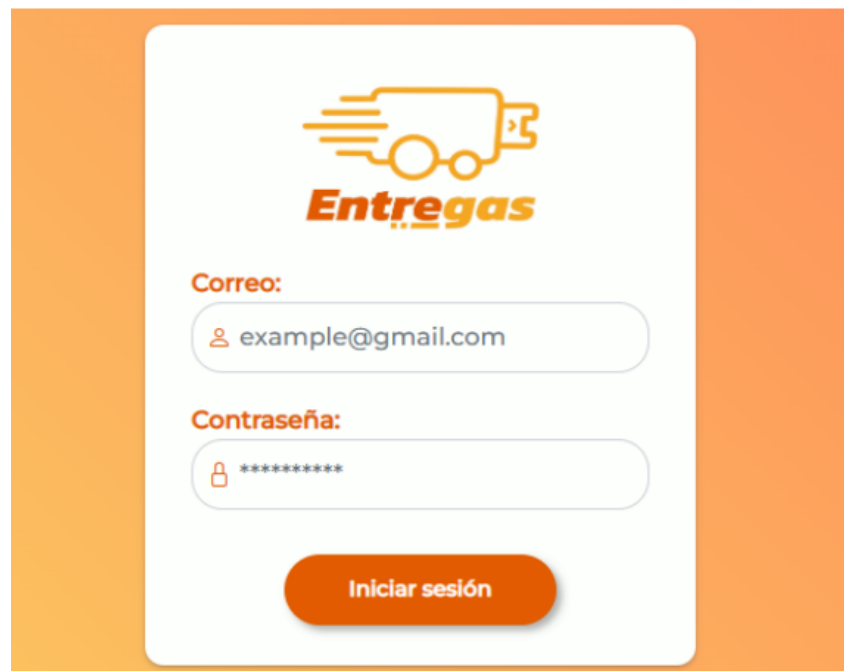 Entregas
Correo:
example@gmail.com
Contraseña:
**********
Iniciar sesión